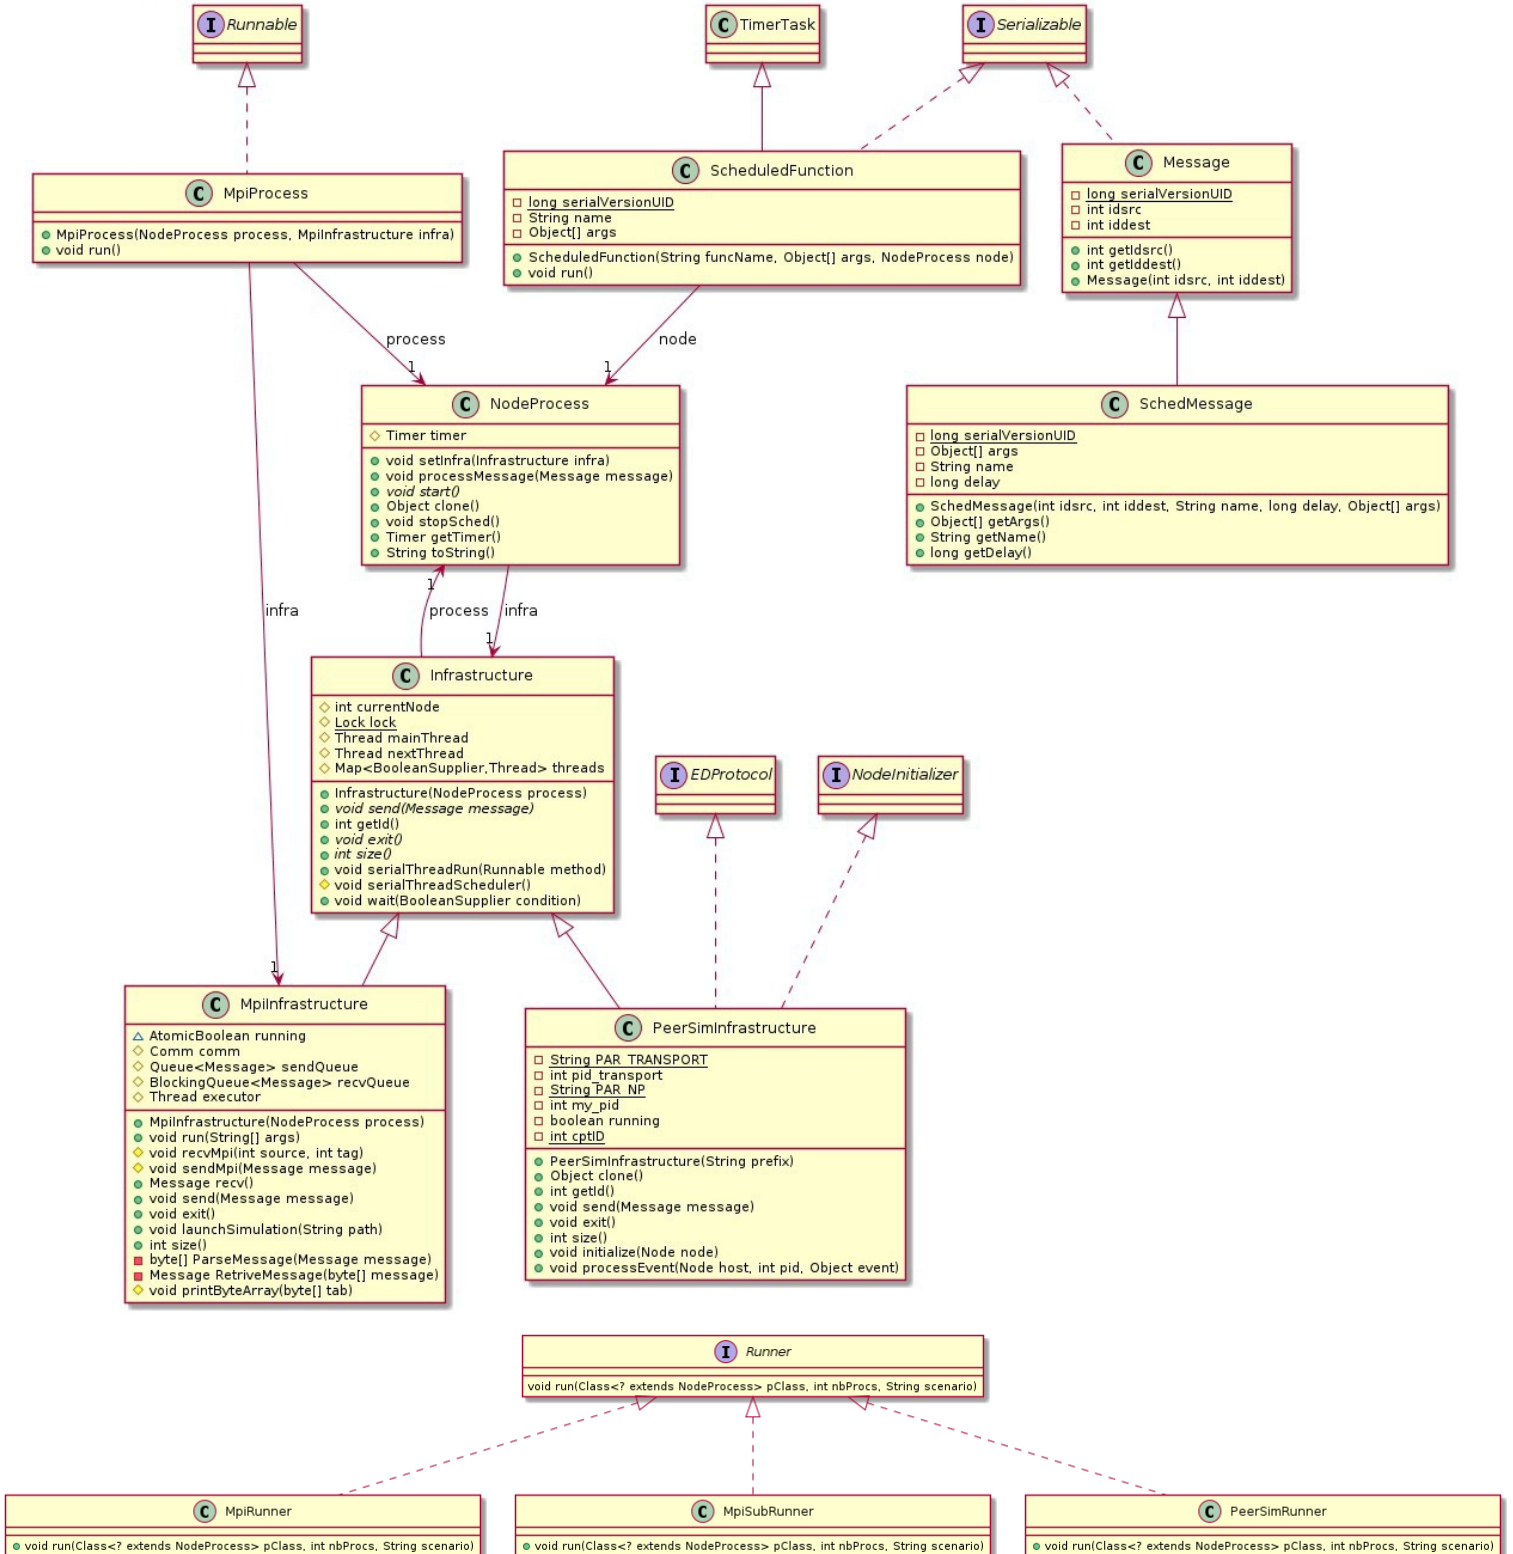 I Runnable
C TimerTask
I Serializable
C MpiProcess
MpiProcess(NodeProcess process, MpiInfrastructure infra)
void run()
C ScheduledFunction
long serialVersionUID
String name
Object[] args
ScheduledFunction(String funcName, Object[] args, NodeProcess node)
void run()
C Message
long serialVersionUID
int idsrc
int iddest
int getIdsrc()
int getIddest()
Message(int idsrc, int iddest)
process
1
node
1
C NodeProcess
Timer timer
void setInfra(Infrastructure infra)
void processMessage(Message message)
void start()
Object clone()
void stopSched()
Timer getTimer()
String toString()
C SchedMessage
long serialVersionUID
Object[] args
String name
long delay
SchedMessage(int idsrc, int iddest, String name, long delay, Object[] args)
Object[] getArgs()
String getName()
long getDelay()
infra
1
1
process
infra
1
C Infrastructure
int currentNode
Lock lock
Thread mainThread
Thread nextThread
Map<BooleanSupplier,Thread> threads
Infrastructure(NodeProcess process)
void send(Message message)
int getId()
void exit()
int size()
void serialThreadRun(Runnable method)
void serialThreadScheduler()
void wait(BooleanSupplier condition)
I EDProtocol
I NodeInitializer
C MpiInfrastructure
AtomicBoolean running
Comm comm
Queue<Message> sendQueue
BlockingQueue<Message> recvQueue
Thread executor
MpiInfrastructure(NodeProcess process)
void run(String[] args)
void recvMpi(int source, int tag)
void sendMpi(Message message)
Message recv()
void send(Message message)
void exit()
void launchSimulation(String path)
int size()
byte[] ParseMessage(Message message)
Message RetriveMessage(byte[] message)
void printByteArray(byte[] tab)
C PeerSimInfrastructure
String PAR_TRANSPORT
int pid_transport
String PAR_NP
int my_pid
boolean running
int cptID
PeerSimInfrastructure(String prefix)
Object clone()
int getId()
void send(Message message)
void exit()
int size()
void initialize(Node node)
void processEvent(Node host, int pid, Object event)
I Runner
void run(Class<? extends NodeProcess> pClass, int nbProcs, String scenario)
C MpiRunner
void run(Class<? extends NodeProcess> pClass, int nbProcs, String scenario)
C MpiSubRunner
void run(Class<? extends NodeProcess> pClass, int nbProcs, String scenario)
C PeerSimRunner
void run(Class<? extends NodeProcess> pClass, int nbProcs, String scenario)